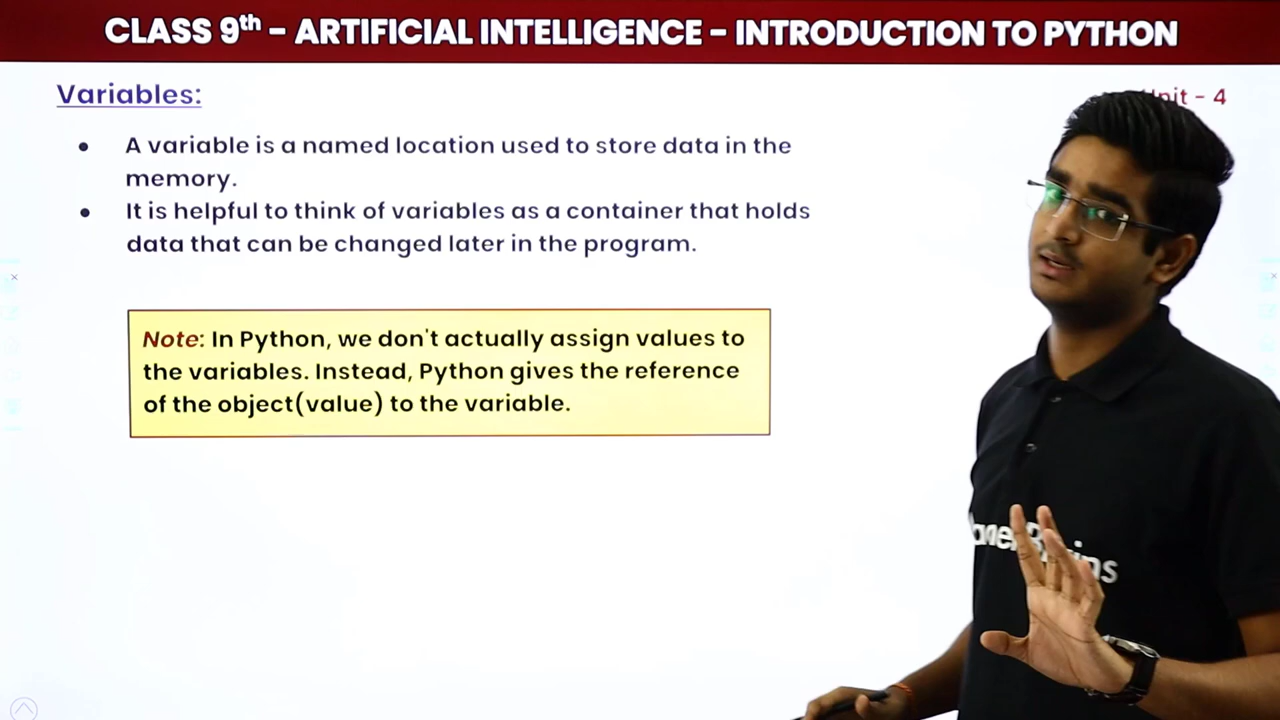 CLASS 9th – ARTIFICIAL INTELLIGENCE – INTRODUCTION TO PYTHON
Variables:
– 4
• A variable is a named location used to store data in the
memory.
• It is helpful to think of variables as a container that holds
data that can be changed later in the program.
Note: In Python, we don't actually assign values to
the variables. Instead, Python gives the reference
of the object(value) to the variable.